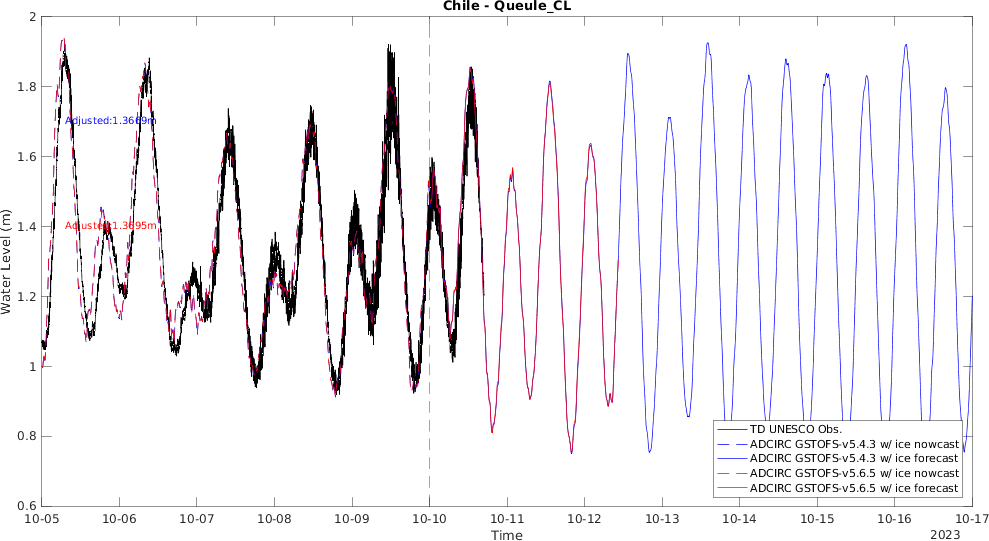 Chile - Queule_CL
2
1.8
1.6
1.4
1.2
1
0.8
0.6
Water Level (m)
Adjusted:1.3669m
Adjusted:1.3695m
TD UNESCO Obs.
ADCIRC GSTOFS-v5.4.3 w/ ice nowcast
ADCIRC GSTOFS-v5.4.3 w/ ice forecast
ADCIRC GSTOFS-v5.6.5 w/ ice nowcast
ADCIRC GSTOFS-v5.6.5 w/ ice forecast
10-05 10-06 10-07 10-08 10-09 10-10 10-11 10-12 10-13 10-14 10-15 10-16 10-17
Time
2023